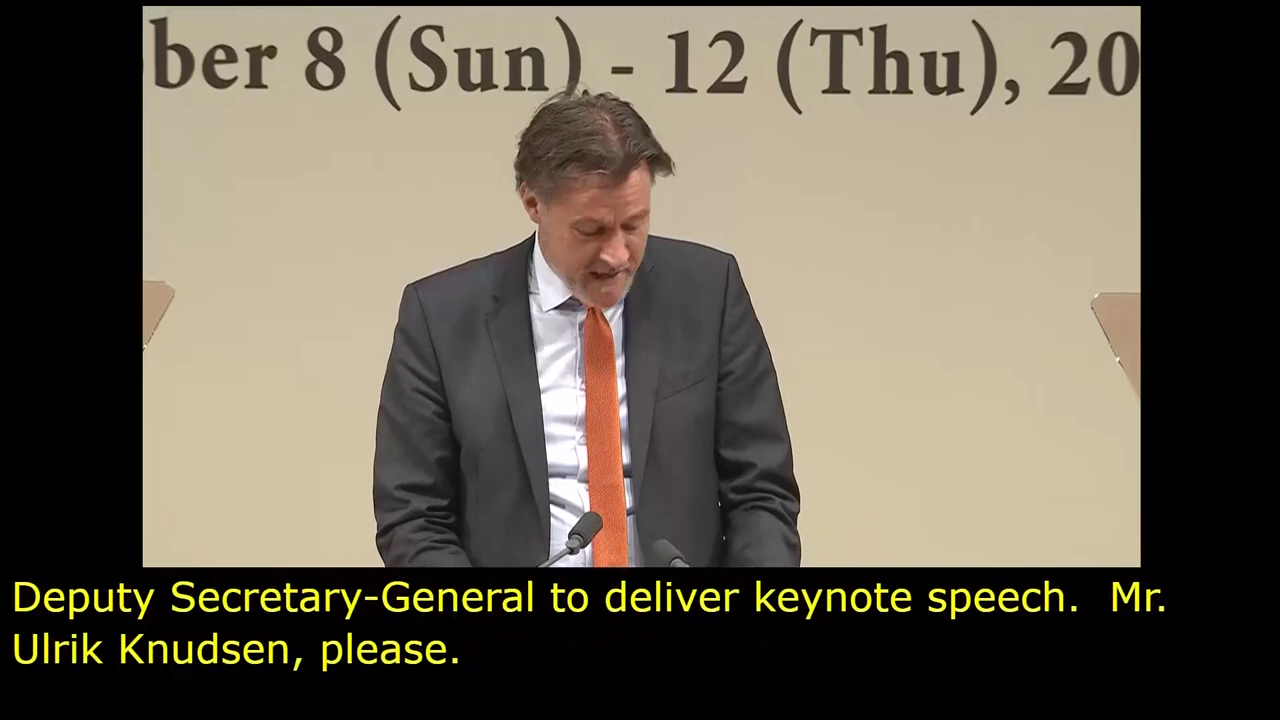 ber 8 (Sun) - 12 (Thu), 20
Deputy Secretary-General to deliver keynote speech.  Mr.
Ulrik Knudsen, please.